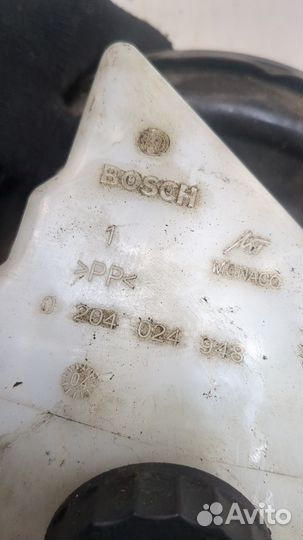 BOSCH
1
MONACO
>PP<
0 204 024 948
Avito